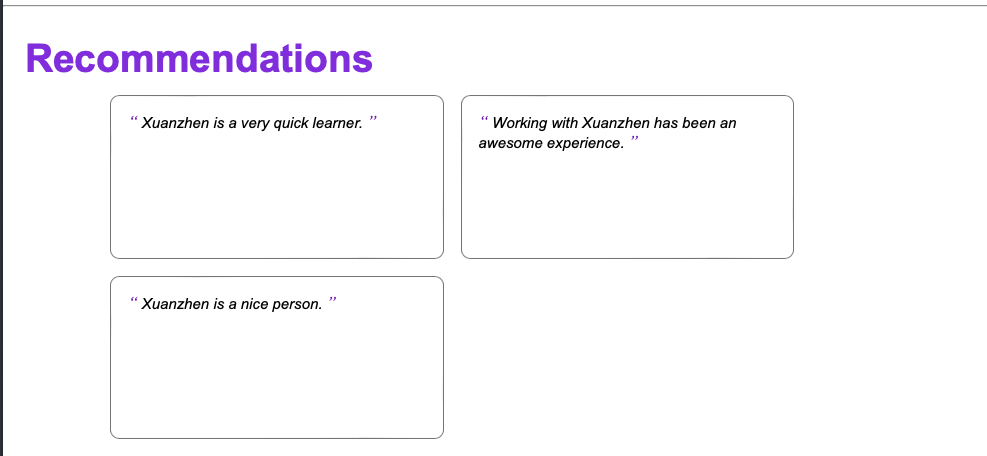 Recommendations
“ Xuanzhen is a very quick learner. ”
“ Working with Xuanzhen has been an
awesome experience. ”
“ Xuanzhen is a nice person. ”